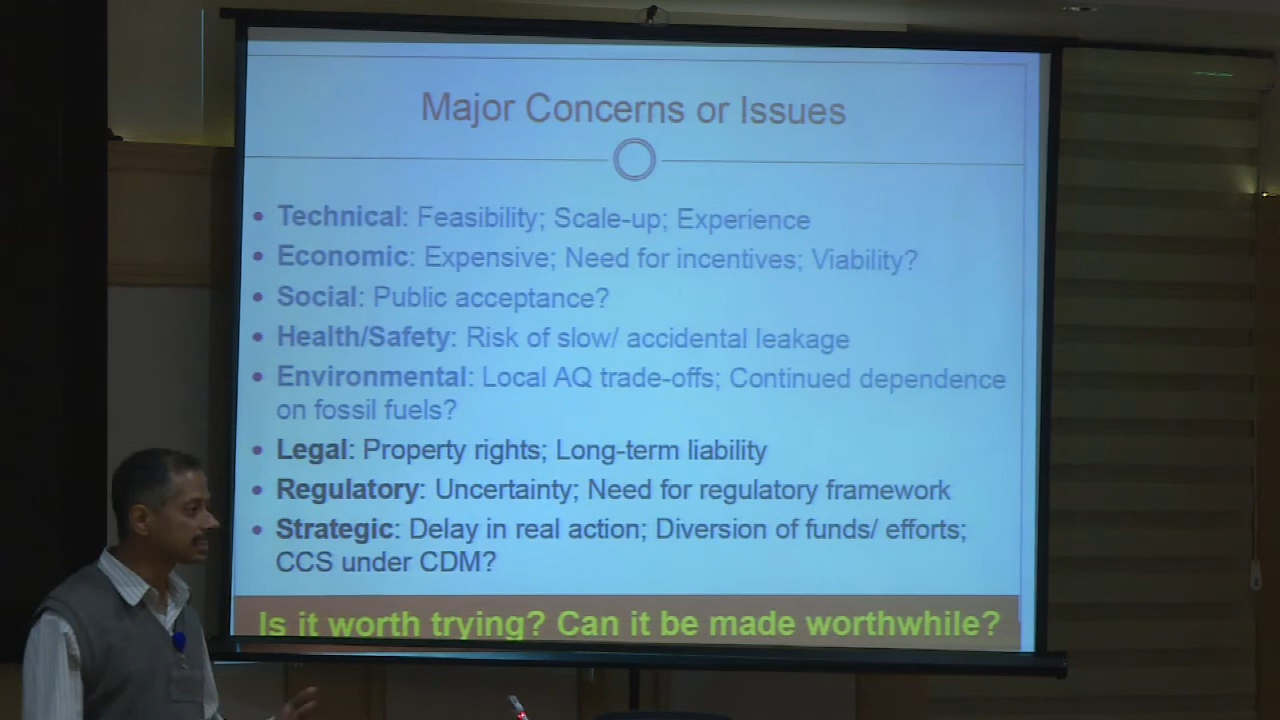 Major Concerns or Issues
• Technical: Feasibility; Scale-up; Experience
• Economic: Expensive; Need for incentives; Viability?
• Social: Public acceptance?
• Health/Safety: Risk of slow/ accidental leakage
• Environmental: Local AQ trade-offs; Continued dependence
on fossil fuels?
• Legal: Property rights; Long-term liability
• Regulatory: Uncertainty; Need for regulatory framework
• Strategic: Delay in real action; Diversion of funds/ efforts;
CCS under CDM?
Is it worth trying? Can it be made worthwhile?